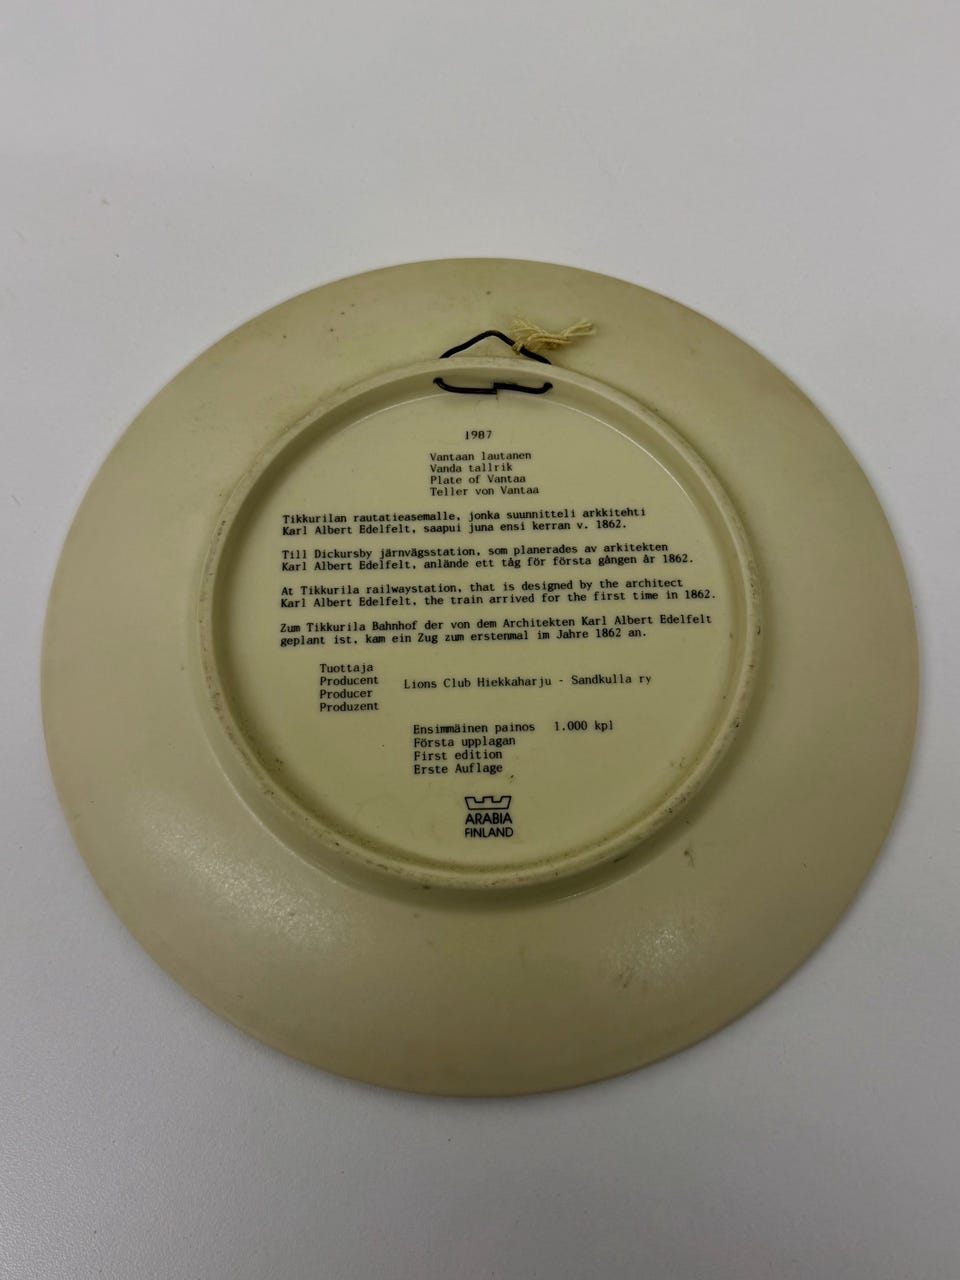 1987
Vantaan lautanen
Vanda tallrik
Plate of Vantaa
Teller von Vantaa
Tikkurilan rautatieasemalle, jonka suunnitteli arkkitehti
Karl Albert Edelfelt, saapui juna ensi kerran v. 1862.
Till Dickursby järnvägsstation, som planerades av arkitekten
Karl Albert Edelfelt, anlände ett tåg för första gången år 1862.
At Tikkurila railwaystation, that is designed by the architect
Karl Albert Edelfelt, the train arrived for the first time in 1862.
Zum Tikkurila Bahnhof der von dem Architekten Karl Albert Edelfelt
geplant ist, kam ein Zug zum erstenmal im Jahre 1862 an.
Tuottaja
Producent
Producer
Produzent
Lions Club Hiekkaharju - Sandkulla ry
Ensimmäinen painos 1.000 kpl
Första upplagan
First edition
Erste Auflage
ARABIA
FINLAND